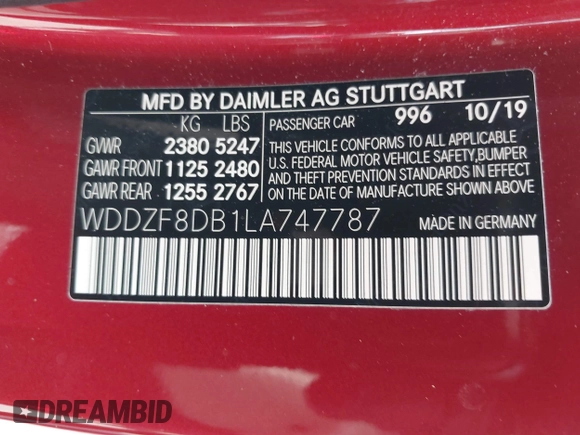 MFD BY DAIMLER AG STUTTGART
KG LBS PASSENGER CAR 996 10/19
GVWR 2380 5247
GAWR FRONT 1125 2480
GAWR REAR 1255 2767
THIS VEHICLE CONFORMS TO ALL APPLICABLE
U.S. FEDERAL MOTOR VEHICLE SAFETY,BUMPER
AND THEFT PREVENTION STANDARDS IN EFFECT
ON THE DATE OF MANUFACTURE SHOWN ABOVE.
WDDZF8DB1LA747787 MADE IN GERMANY
DREAMBID